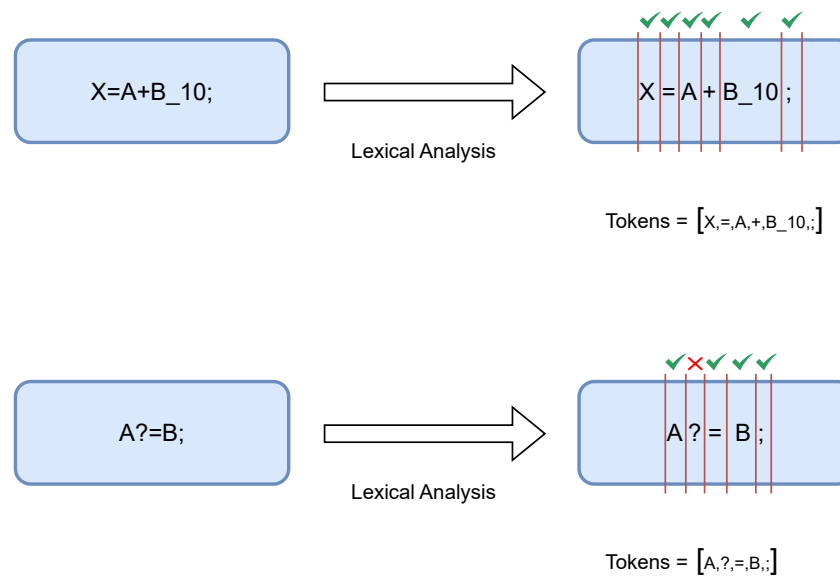 X=A+B_10;
Lexical Analysis
X = A + B_10 ;
Tokens = [X,=,A,+,B_10,;]
A?=B;
Lexical Analysis
A ? = B ;
Tokens = [A,?,=,B,;]